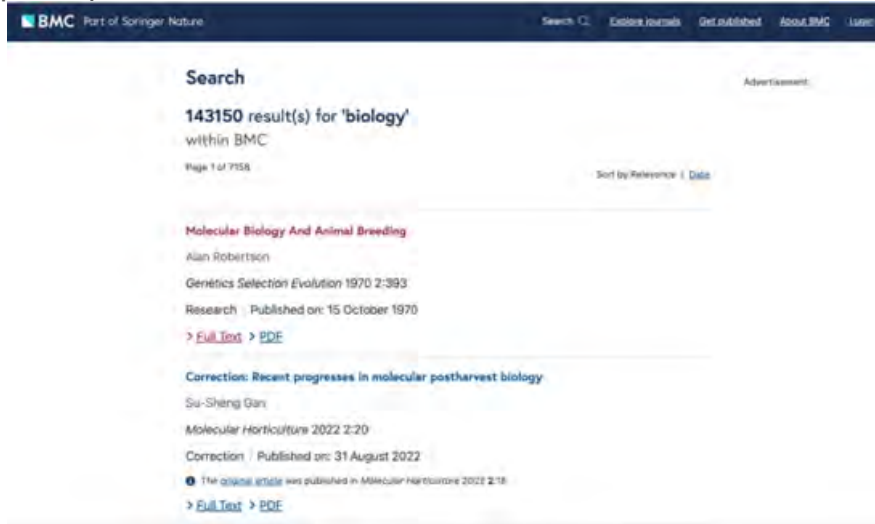 BMC Part of Springer Nature
Search Explore journals Get published About BMC Login
Search
Advertisement
143150 result(s) for 'biology'
within BMC
Page 1 of 7158
Sort by Relevance | Date
Molecular Biology And Animal Breeding
Alan Robertson
Genetics Selection Evolution 1970 2:393
Research | Published on: 15 October 1970
> Full Text > PDF
Correction: Recent progresses in molecular postharvest biology
Su-Sheng Gan
Molecular Horticulture 2022 2:20
Correction | Published on: 31 August 2022
The original article was published in Molecular Horticulture 2022 2:18
> Full Text > PDF